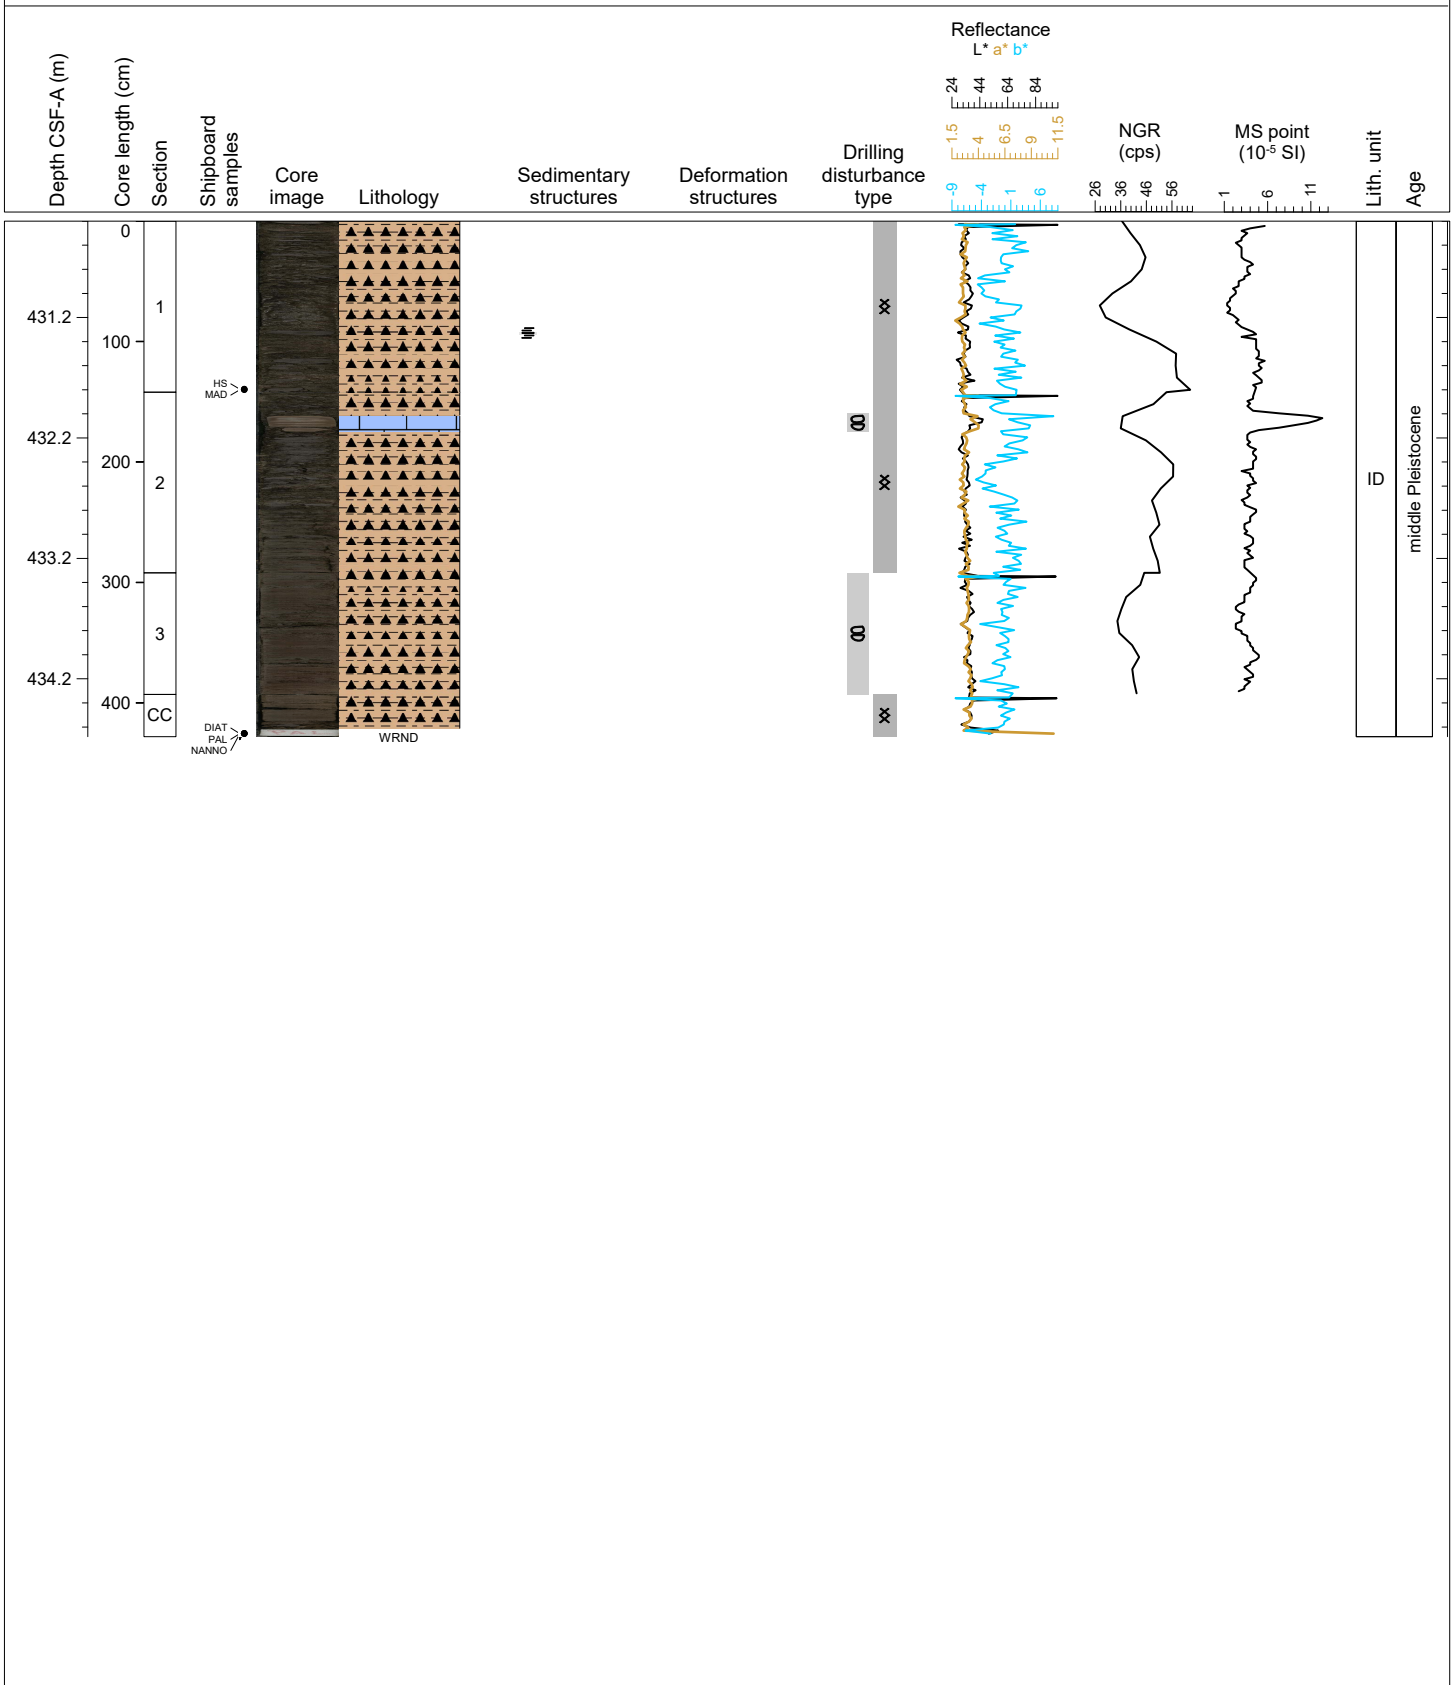 Depth CSF-A (m)
Core length (cm)
Section
Shipboard
samples
Core
image
Lithology
Sedimentary
structures
Deformation
structures
Drilling
disturbance
type
Reflectance
L* a* b*
24 44 64 84
1.5 4 6.5 9 11.5
-9 -4 1 6
NGR
(cps)
26 36 46 56
MS point
(10⁻⁵ SI)
1 6 11
Lith. unit
Age
0
1
431.2
100
HS
MAD
432.2
200
2
ID
middle Pleistocene
433.2
300
3
434.2
400
CC
DIAT
PAL
NANNO
WRND